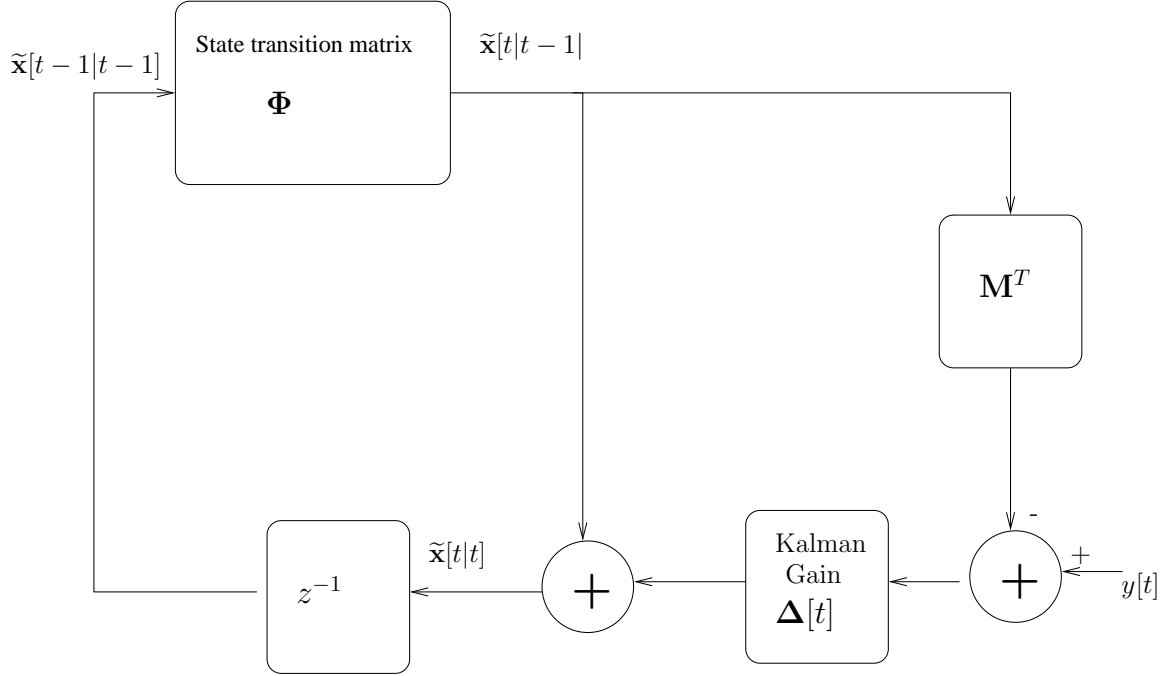 State transition matrix
x̃[t|t − 1|
x̃[t − 1|t − 1]
Φ
M^T
-
Kalman
Gain
Δ[t]
+
+
+
y[t]
x̃[t|t]
z^{−1}